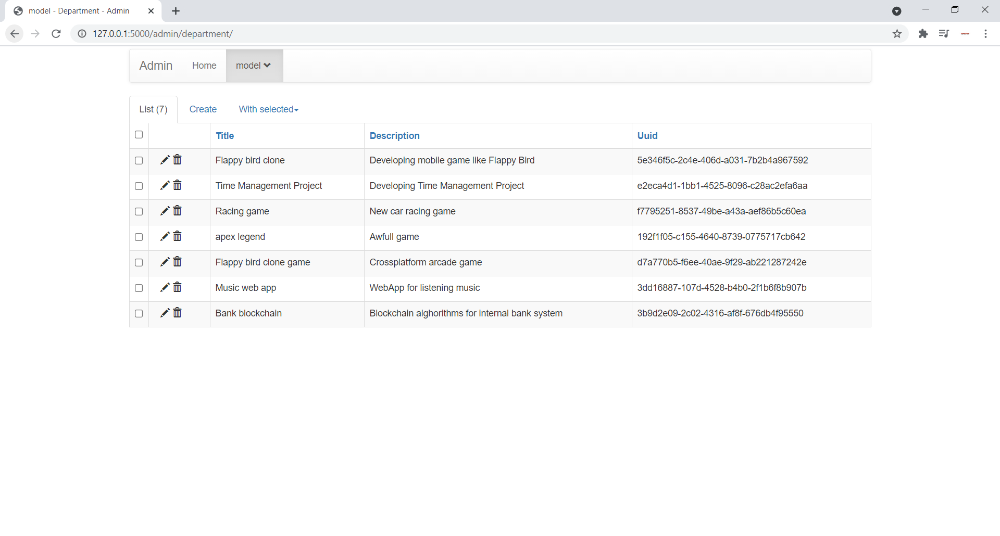 model - Department - Admin
127.0.0.1:5000/admin/department/
Admin Home model
List (7) Create With selected
Title Description Uuid
Flappy bird clone Developing mobile game like Flappy Bird 5e346f5c-2c4e-406d-a031-7b2b4a967592
Time Management Project Developing Time Management Project e2eca4d1-1bb1-4525-8096-c28ac2efa6aa
Racing game New car racing game f7795251-8537-49be-a43a-aef86b5c60ea
apex legend Awfull game 192f1f05-c155-4640-8739-0775717cb642
Flappy bird clone game Crossplatform arcade game d7a770b5-f6ee-40ae-9f29-ab221287242e
Music web app WebApp for listening music 3dd16887-107d-4528-b4b0-2f1b6f8b907b
Bank blockchain Blockchain alghorithms for internal bank system 3b9d2e09-2c02-4316-af8f-676db4f95550